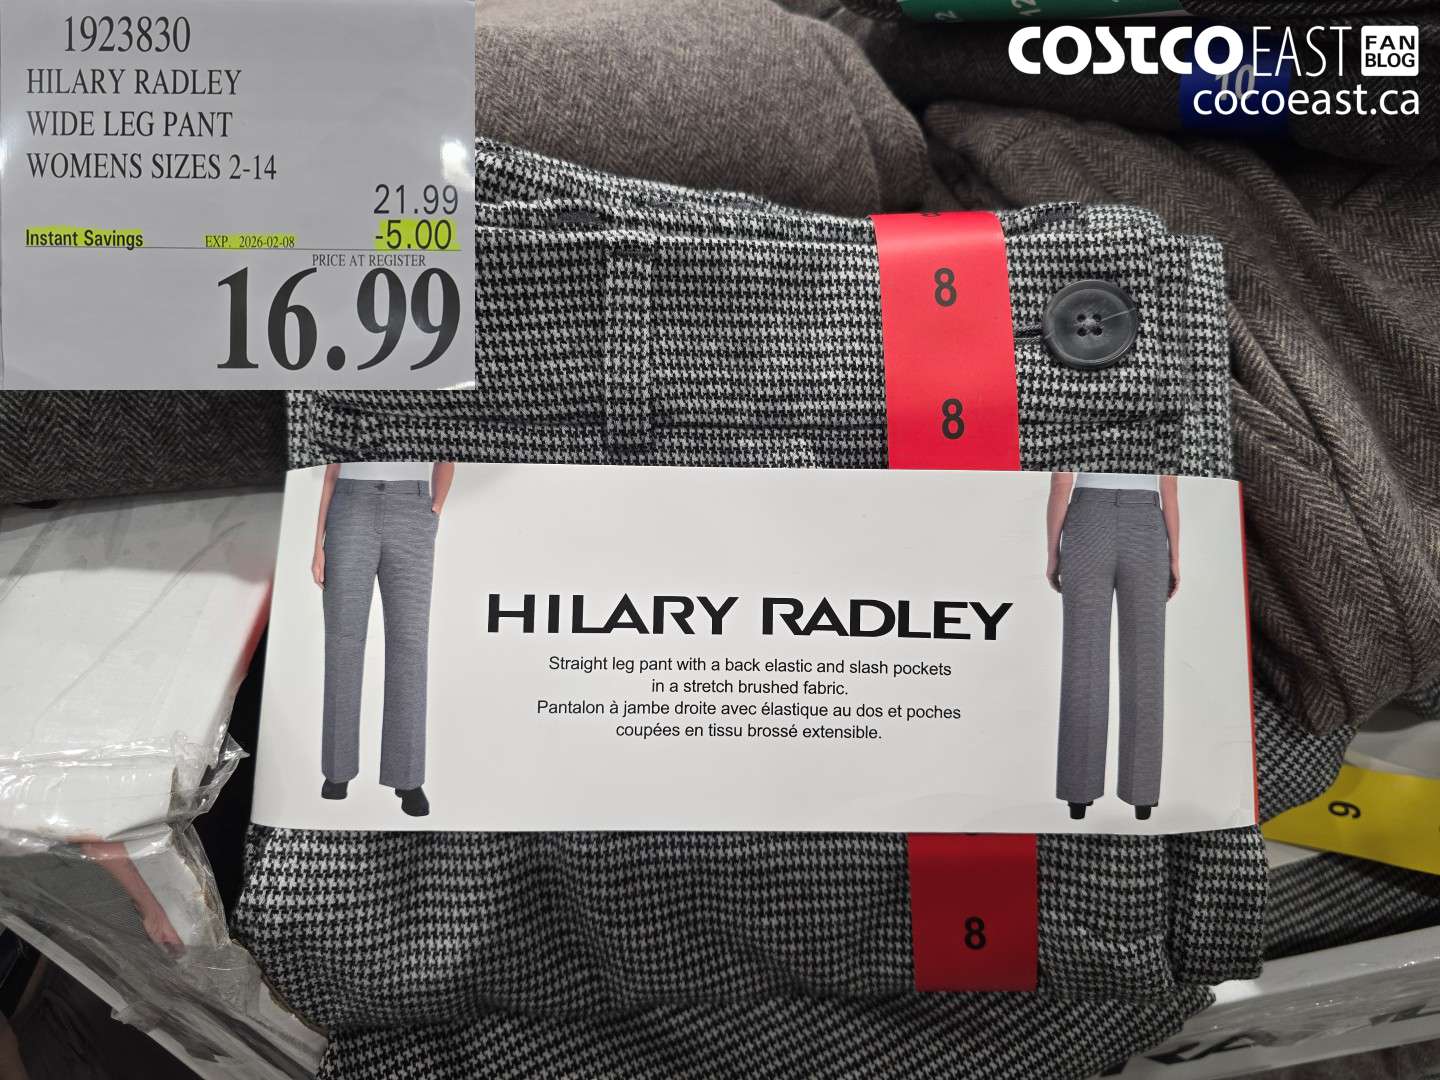 1923830
HILARY RADLEY
WIDE LEG PANT
WOMENS SIZES 2-14
21.99
Instant Savings EXP. 2026-02-08 -5.00
PRICE AT REGISTER
16.99
COSTCO EAST FAN BLOG
cocoeast.ca
12
10
8
8
HILARY RADLEY
Straight leg pant with a back elastic and slash pockets
in a stretch brushed fabric.
Pantalon à jambe droite avec élastique au dos et poches
coupées en tissu brossé extensible.
8